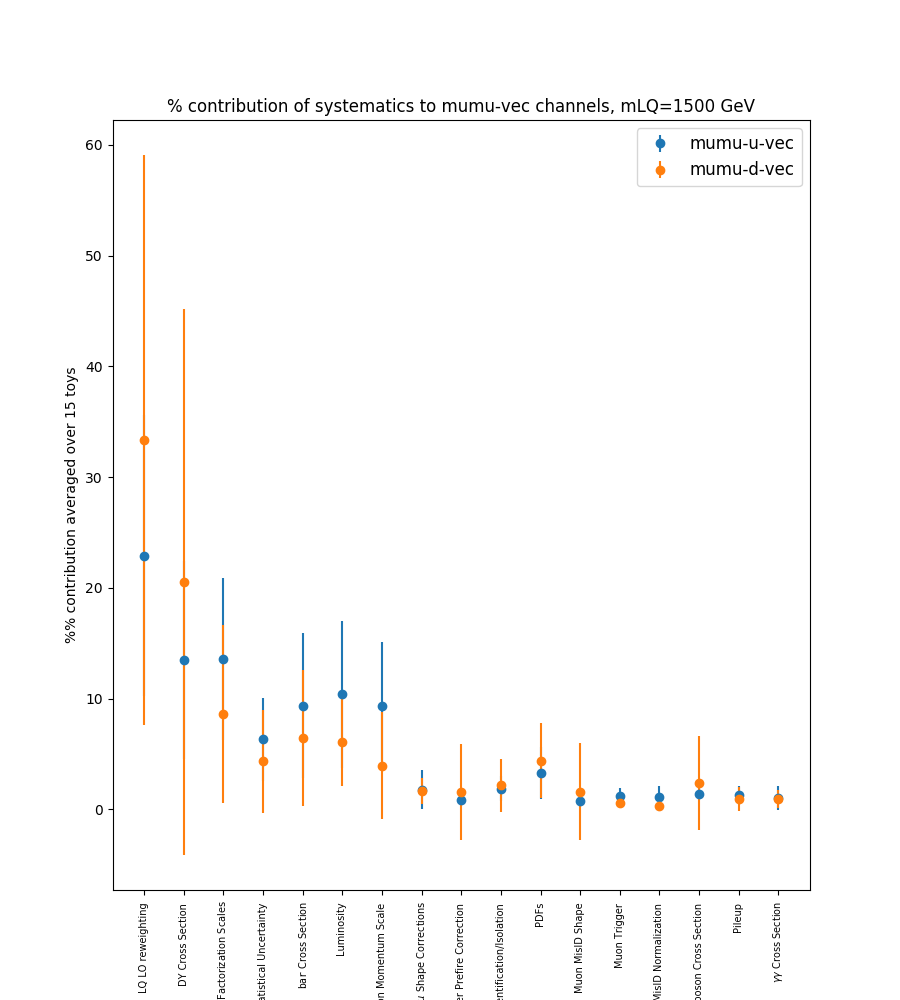 % contribution of systematics to mumu-vec channels, mLQ=1500 GeV
mumu-u-vec
mumu-d-vec
%% contribution averaged over 15 toys
60
50
40
30
20
10
0
LQ LO reweighting
DY Cross Section
Factorization Scales
atistical Uncertainty
bar Cross Section
Luminosity
on Momentum Scale
u Shape Corrections
er Prefire Correction
entification/Isolation
PDFs
Muon MisID Shape
Muon Trigger
MisID Normalization
boson Cross Section
Pileup
γγ Cross Section